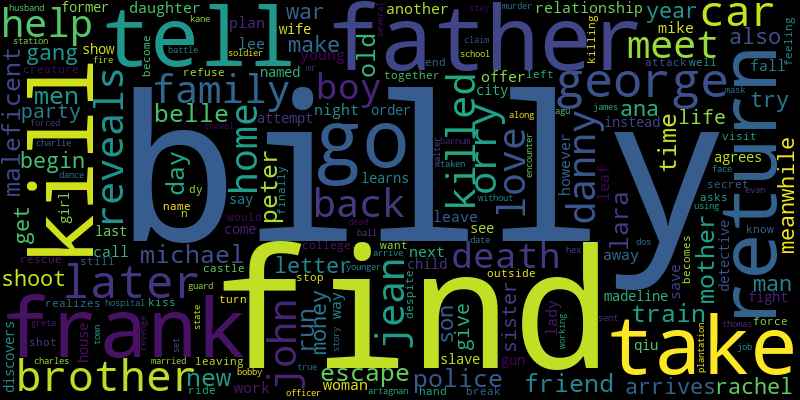 help former daughter war plan another relationship year car
husband kane
tell father
become battle lee wife make several stay murder claim school
show gang old young mike meet also
station fire soldier killing
creature refuse named mr end left attack well fall feeling
maleficent men kill reveals family boy together offer george try
party belle night order city ana james mask
billy go return
forced charlie attempt instead life
begin day home peter back killed love danny time visit
travel along barnum agu walter
dance girl dy say finally learns however leaf agrees meanwhile
get name n would dead taken without encounter face evan
last come leave see lara secret
call still college ball date asks using know dos
rescue michael want next death hex away becomes detective man
shoot later castle letter arrive younger child outside save mother
guard stop despite madeline fight
realizes hospital kiss turn jean son sister lady train
frank find take
greta town revenge state john run money way give thomas force
discovers shot house story slave working sent qiu plantation job
charles set married true gun
brother new leaving escape police friend arrives rachel
ride work bobby woman hand break
officer artagnan